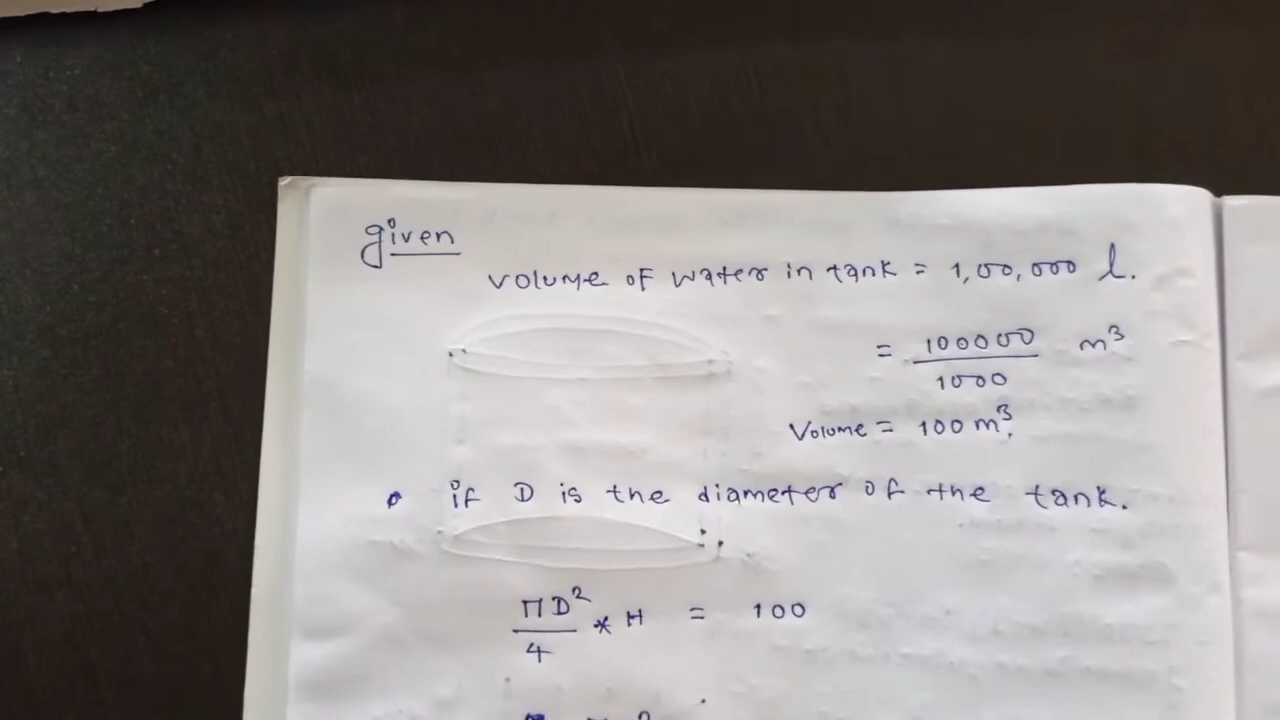 given
volume of water in tank = 1,00,000 l.
= 100000/1000 m³
Volume = 100 m³.
• if D is the diameter of the tank.
ΠD²/4 * H = 100